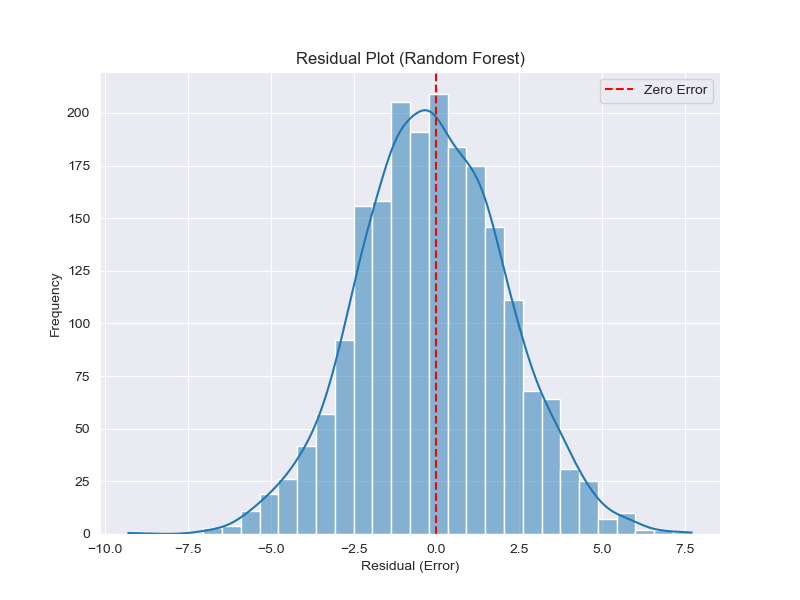 Residual Plot (Random Forest)
Zero Error
200
175
150
125
100
75
50
25
0
Frequency
−10.0 −7.5 −5.0 −2.5 0.0 2.5 5.0 7.5
Residual (Error)